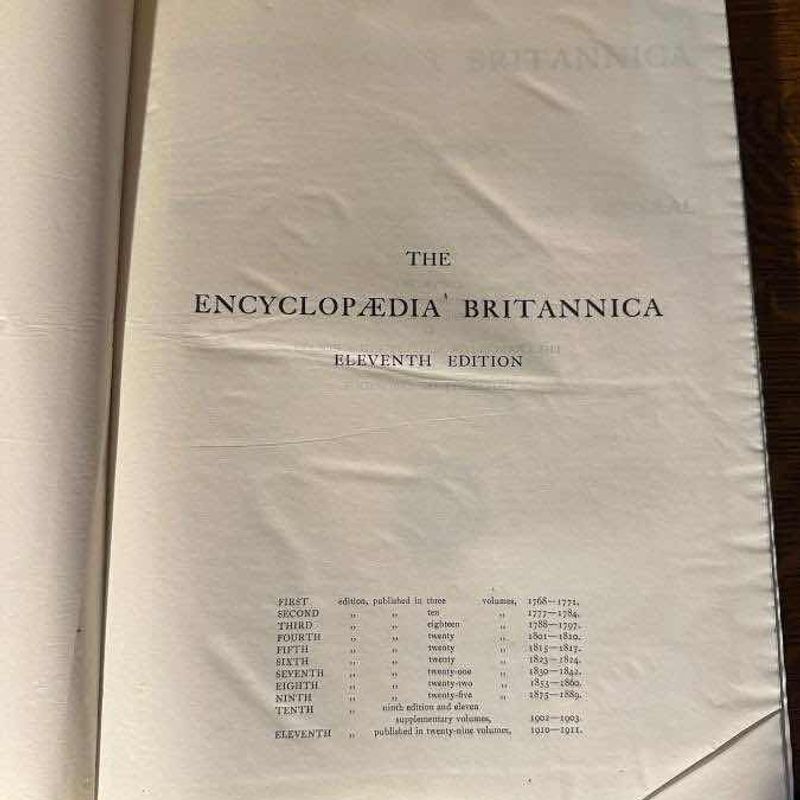 BRITANNICA
THE
ENCYCLOPÆDIA BRITANNICA
ELEVENTH EDITION
FIRST edition, published in three volumes, 1768—1771.
SECOND „ „ ten „ 1777—1784.
THIRD „ „ eighteen „ 1788—1797.
FOURTH „ „ twenty „ 1801—1810.
FIFTH „ „ twenty „ 1815—1817.
SIXTH „ „ twenty „ 1823—1824.
SEVENTH „ „ twenty-one „ 1830—1842.
EIGHTH „ „ twenty-two „ 1853—1860.
NINTH „ „ twenty-five „ 1875—1889.
TENTH „ ninth edition and eleven
supplementary volumes, 1902—1903.
ELEVENTH „ published in twenty-nine volumes, 1910—1911.